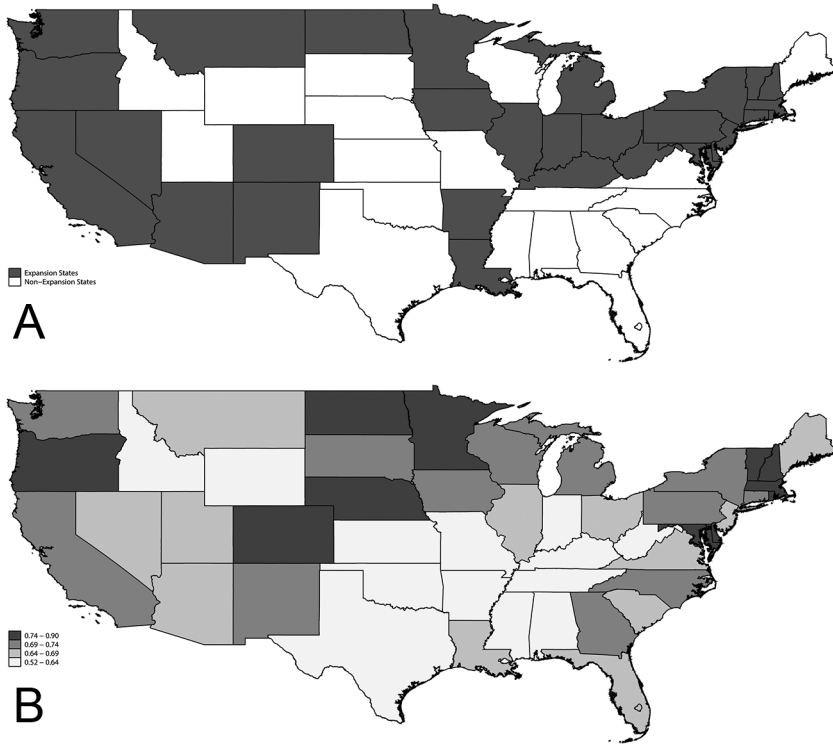 Expansion States
Non−Expansion States
A
0.74 − 0.90
0.69 − 0.74
0.64 − 0.69
0.52 − 0.64
B